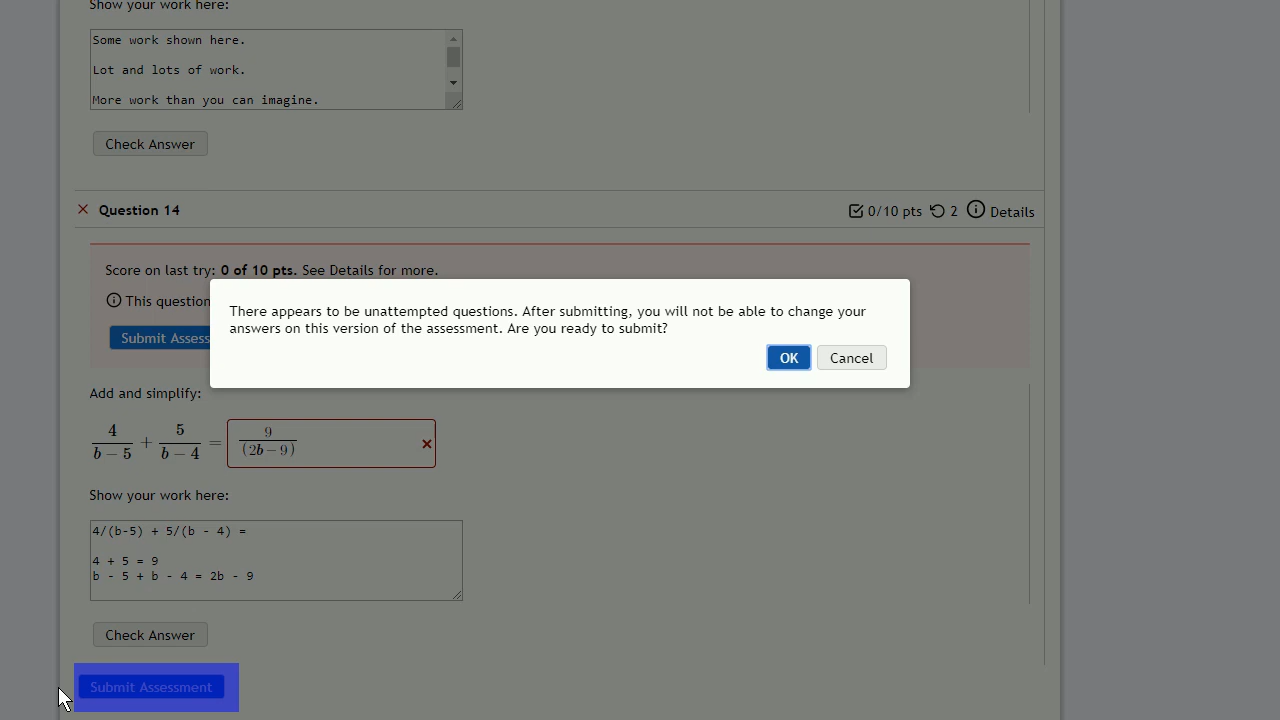 Show your work here:
Some work shown here.
Lot and lots of work.
More work than you can imagine.
Check Answer
Question 14
0/10 pts 2 Details
Score on last try: 0 of 10 pts. See Details for more.
This question
There appears to be unattempted questions. After submitting, you will not be able to change your
answers on this version of the assessment. Are you ready to submit?
Submit Assess
OK Cancel
Add and simplify:
4/(b − 5) + 5/(b − 4) = 9/(2b − 9)
Show your work here:
4/(b-5) + 5/(b - 4) =
4 + 5 = 9
b - 5 + b - 4 = 2b - 9
Check Answer
Submit Assessment